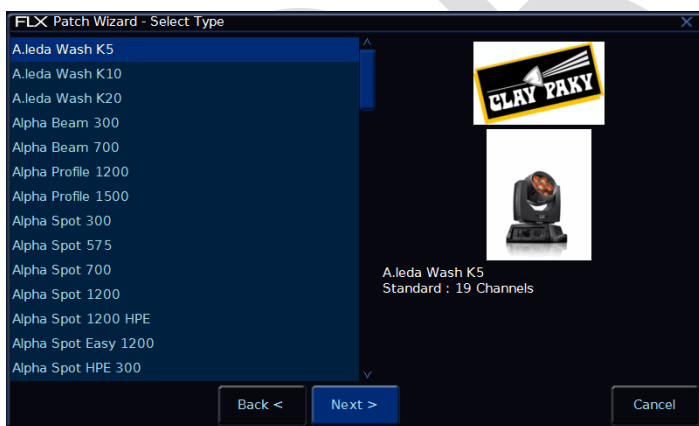 FLX Patch Wizard - Select Type
A.leda Wash K5
A.leda Wash K10
A.leda Wash K20
Alpha Beam 300
Alpha Beam 700
Alpha Profile 1200
Alpha Profile 1500
Alpha Spot 300
Alpha Spot 575
Alpha Spot 700
Alpha Spot 1200
Alpha Spot 1200 HPE
Alpha Spot Easy 1200
Alpha Spot HPE 300
CLAY PAKY
A.leda Wash K5
Standard : 19 Channels
Back <
Next >
Cancel